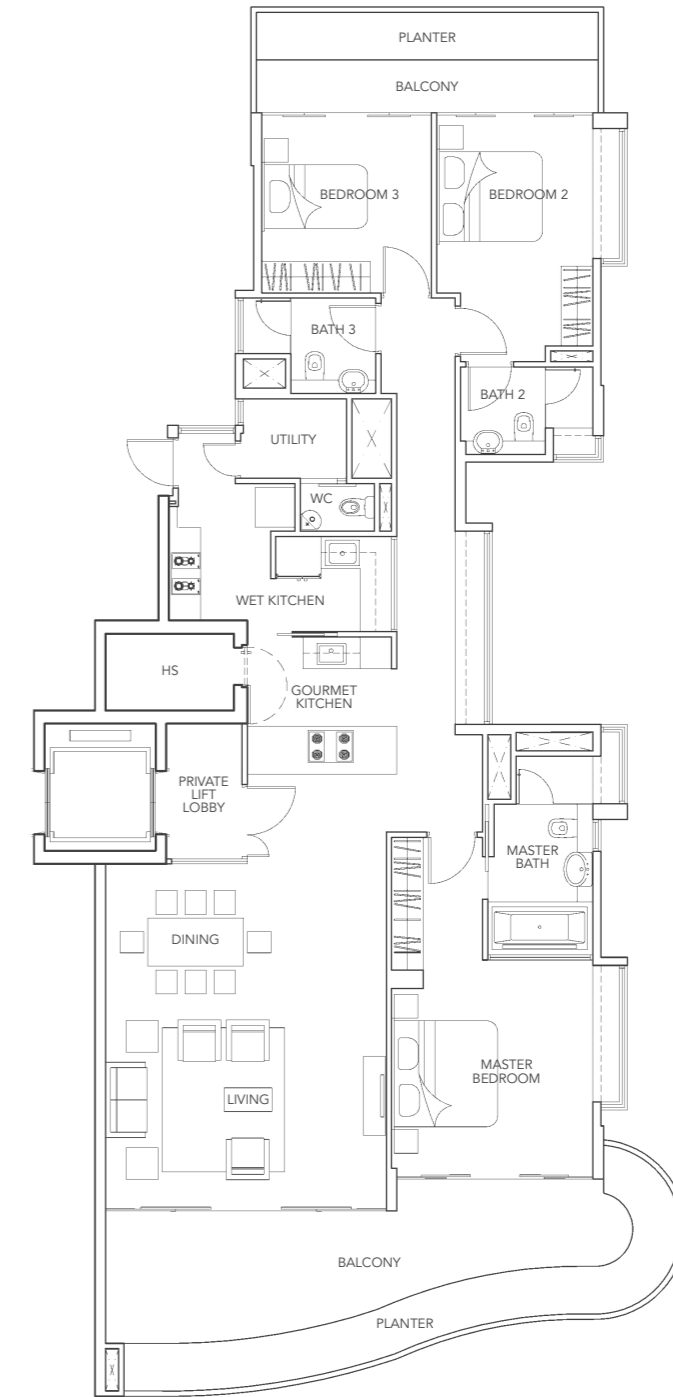 PLANTER
BALCONY
BEDROOM 3
BEDROOM 2
BATH 3
BATH 2
UTILITY
WC
WET KITCHEN
HS
GOURMET
KITCHEN
PRIVATE
LIFT
LOBBY
MASTER
BATH
DINING
MASTER
BEDROOM
LIVING
BALCONY
PLANTER